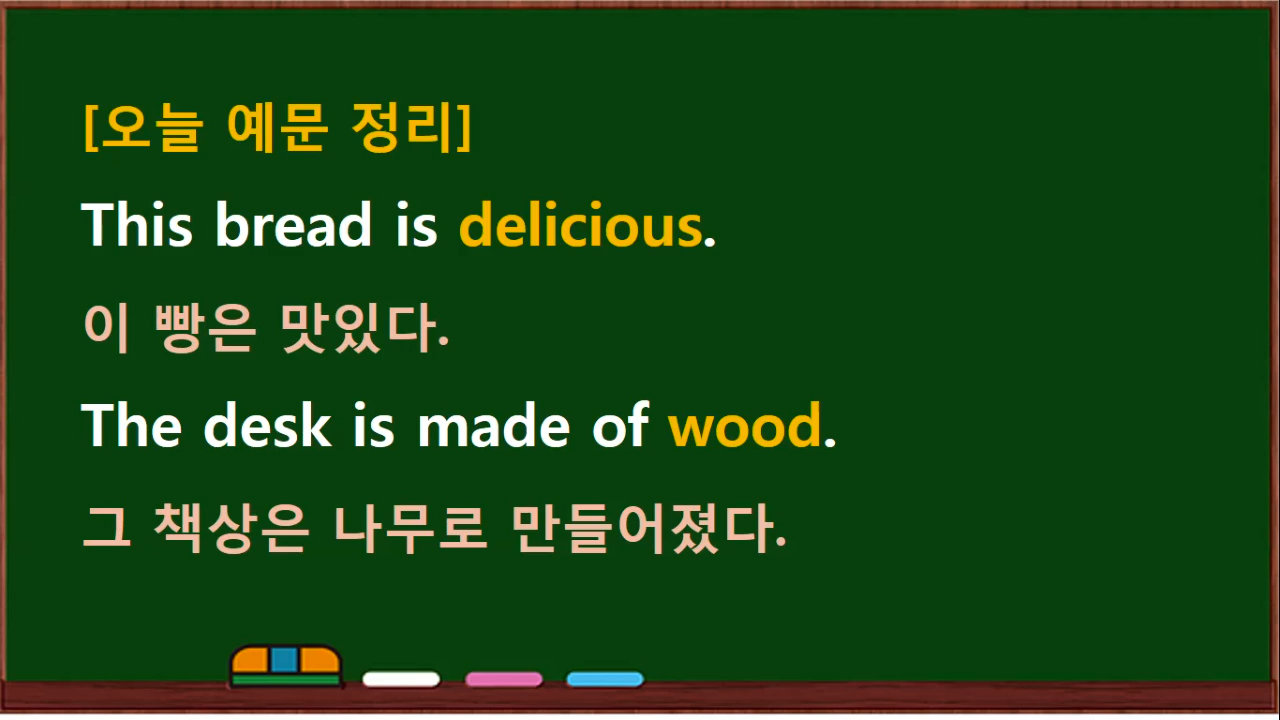 [오늘 예문 정리]
This bread is delicious.
이 빵은 맛있다.
The desk is made of wood.
그 책상은 나무로 만들어졌다.